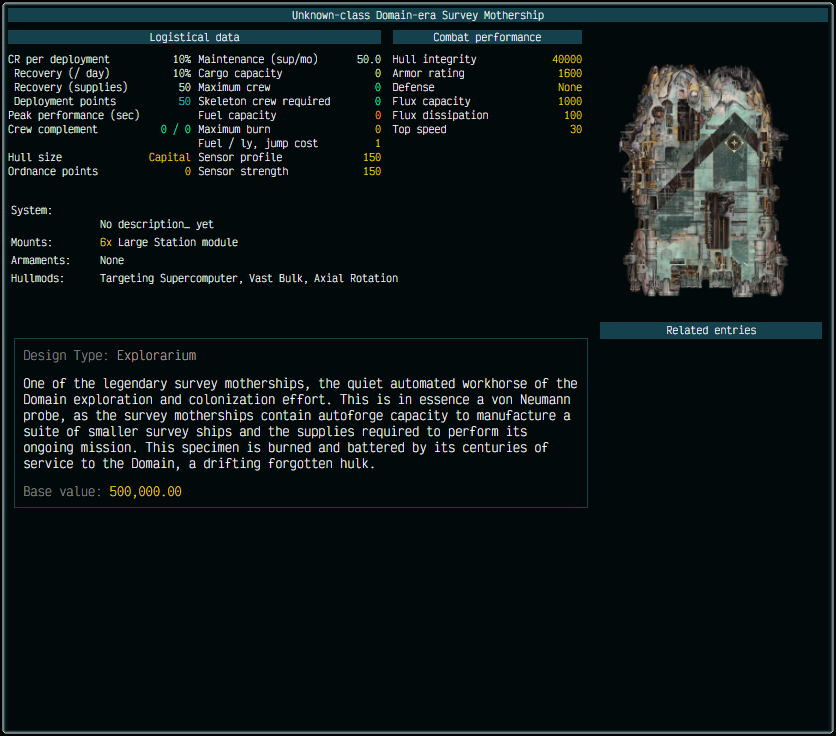 Unknown-class Domain-era Survey Mothership
Logistical data
CR per deployment 10% Maintenance (sup/mo) 50.0
Recovery (/ day) 10% Cargo capacity 0
Recovery (supplies) 50 Maximum crew 0
Deployment points 50 Skeleton crew required 0
Peak performance (sec) Fuel capacity 0
Crew complement 0 / 0 Maximum burn 0
Fuel / ly, jump cost 1
Hull size Capital Sensor profile 150
Ordnance points 0 Sensor strength 150
Combat performance
Hull integrity 40000
Armor rating 1600
Defense None
Flux capacity 1000
Flux dissipation 100
Top speed 30
System:
No description… yet
Mounts: 6x Large Station module
Armaments: None
Hullmods: Targeting Supercomputer, Vast Bulk, Axial Rotation
Related entries
Design Type: Explorarium
One of the legendary survey motherships, the quiet automated workhorse of the
Domain exploration and colonization effort. This is in essence a von Neumann
probe, as the survey motherships contain autoforge capacity to manufacture a
suite of smaller survey ships and the supplies required to perform its
ongoing mission. This specimen is burned and battered by its centuries of
service to the Domain, a drifting forgotten hulk.
Base value: 500,000.00